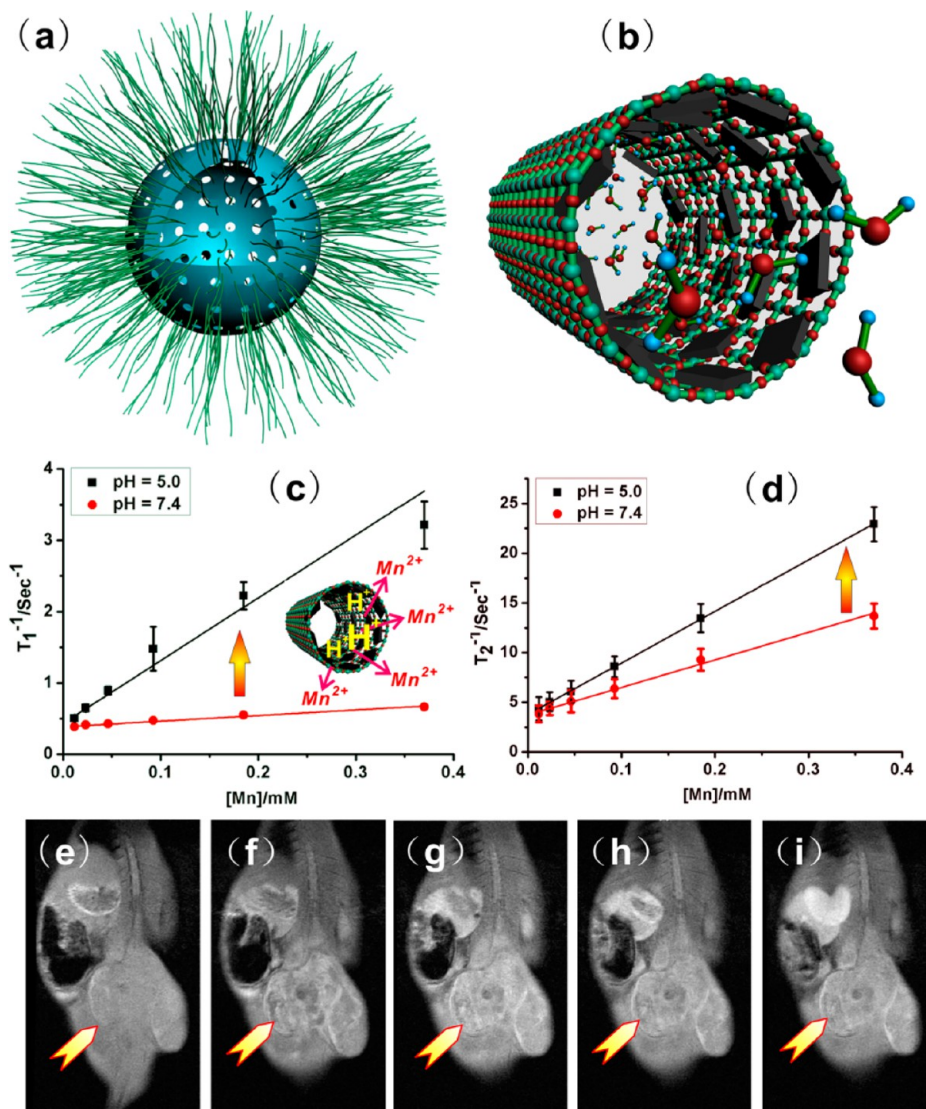 (a)
(b)
(c)
pH = 5.0
pH = 7.4
T₁⁻¹/Sec⁻¹
4
3
2
1
0
0.0 0.1 0.2 0.3 0.4
[Mn]/mM
H⁺
H
H
Mn²⁺
Mn²⁺
Mn²⁺
Mn²⁺
(d)
pH = 5.0
pH = 7.4
T₂⁻¹/Sec⁻¹
25
20
15
10
5
0
0.0 0.1 0.2 0.3 0.4
[Mn]/mM
(e) (f) (g) (h) (i)